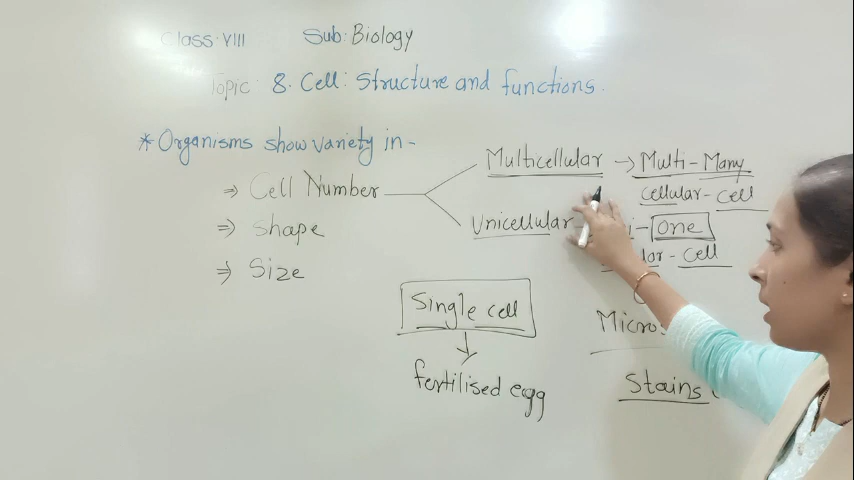 Class-VIII Sub: Biology
Topic 8. Cell: Structure and functions.
* Organisms show variety in -
⇒ Cell Number
⇒ shape
⇒ Size
Multicellular → Multi - Many
cellular - cell
Unicellular - One
- cell
Single cell
fertilised egg
Stains